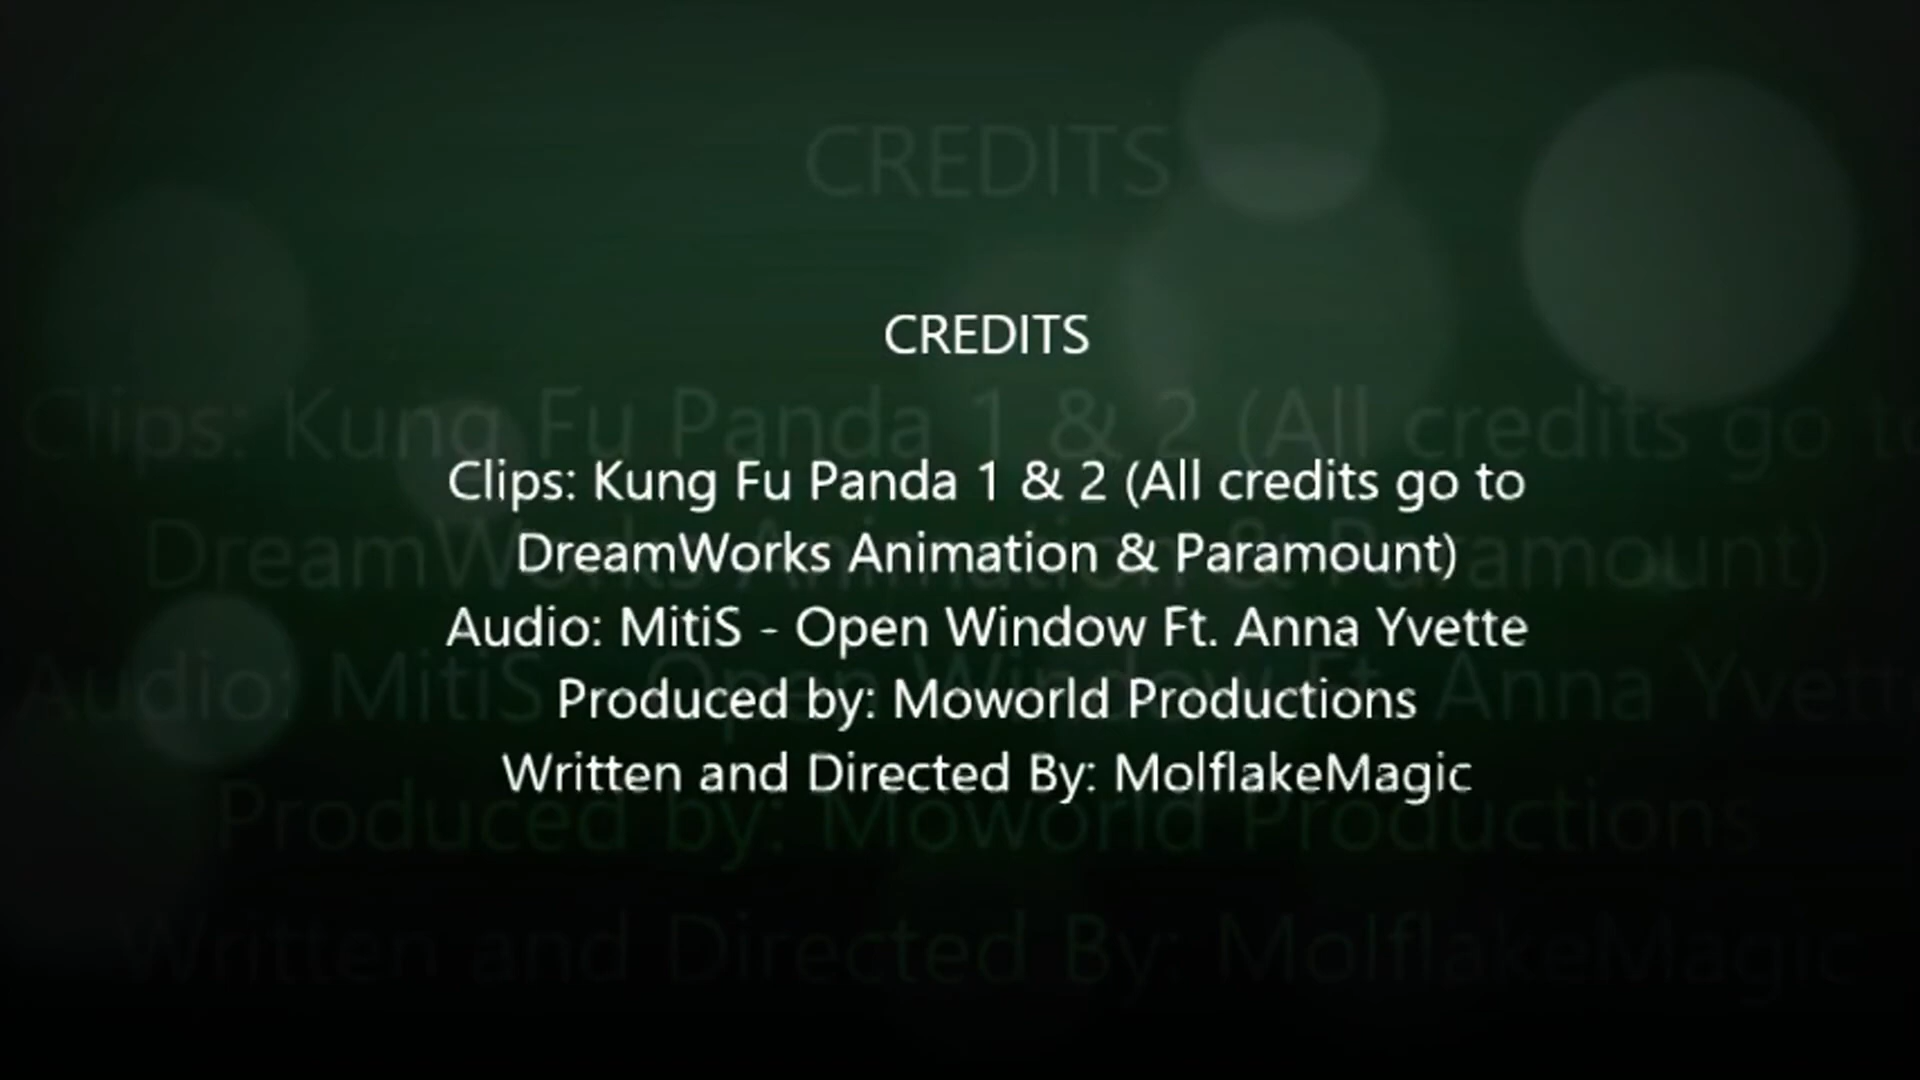 CREDITS
Clips: Kung Fu Panda 1 & 2 (All credits go to
DreamWorks Animation & Paramount)
Audio: MitiS - Open Window Ft. Anna Yvette
Produced by: Moworld Productions
Written and Directed By: MolflakeMagic